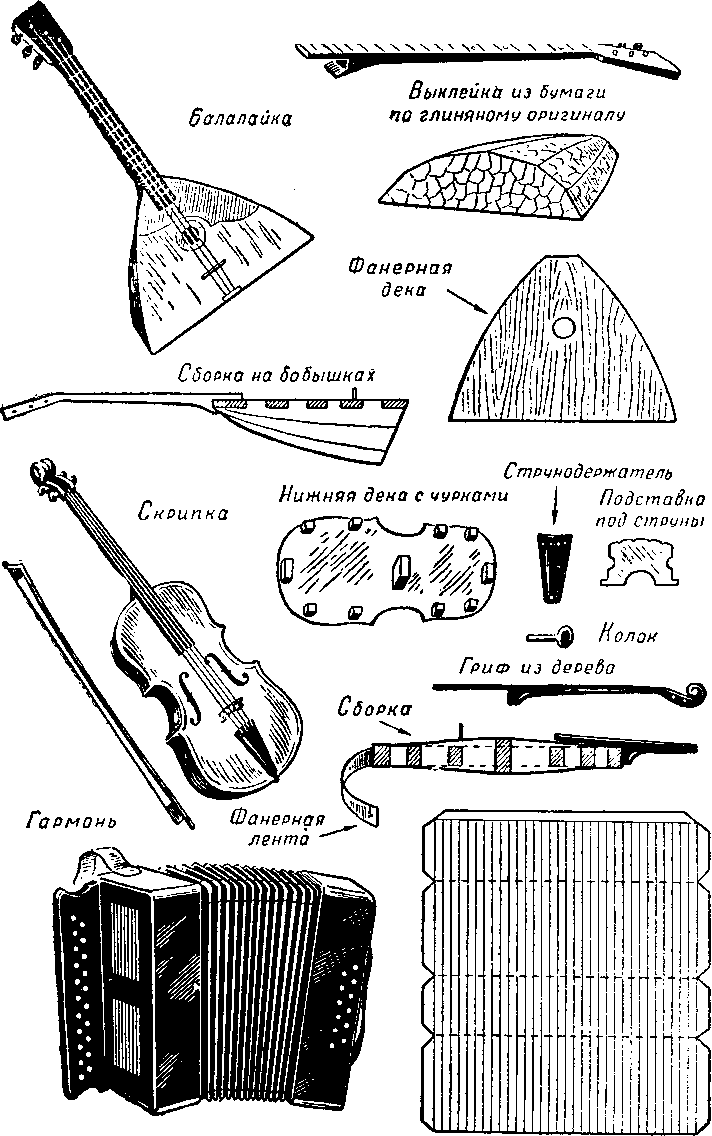 Балалайка
Выклейка из бумаги
по глиняному оригиналу
Фанерная
дека
Сборка на бобышках
Скрипка
Нижняя дека с чурками
Струнодержатель
Подставка
под струны
Колок
Гриф из дерева
Сборка
Фанерная
лента
Гармонь